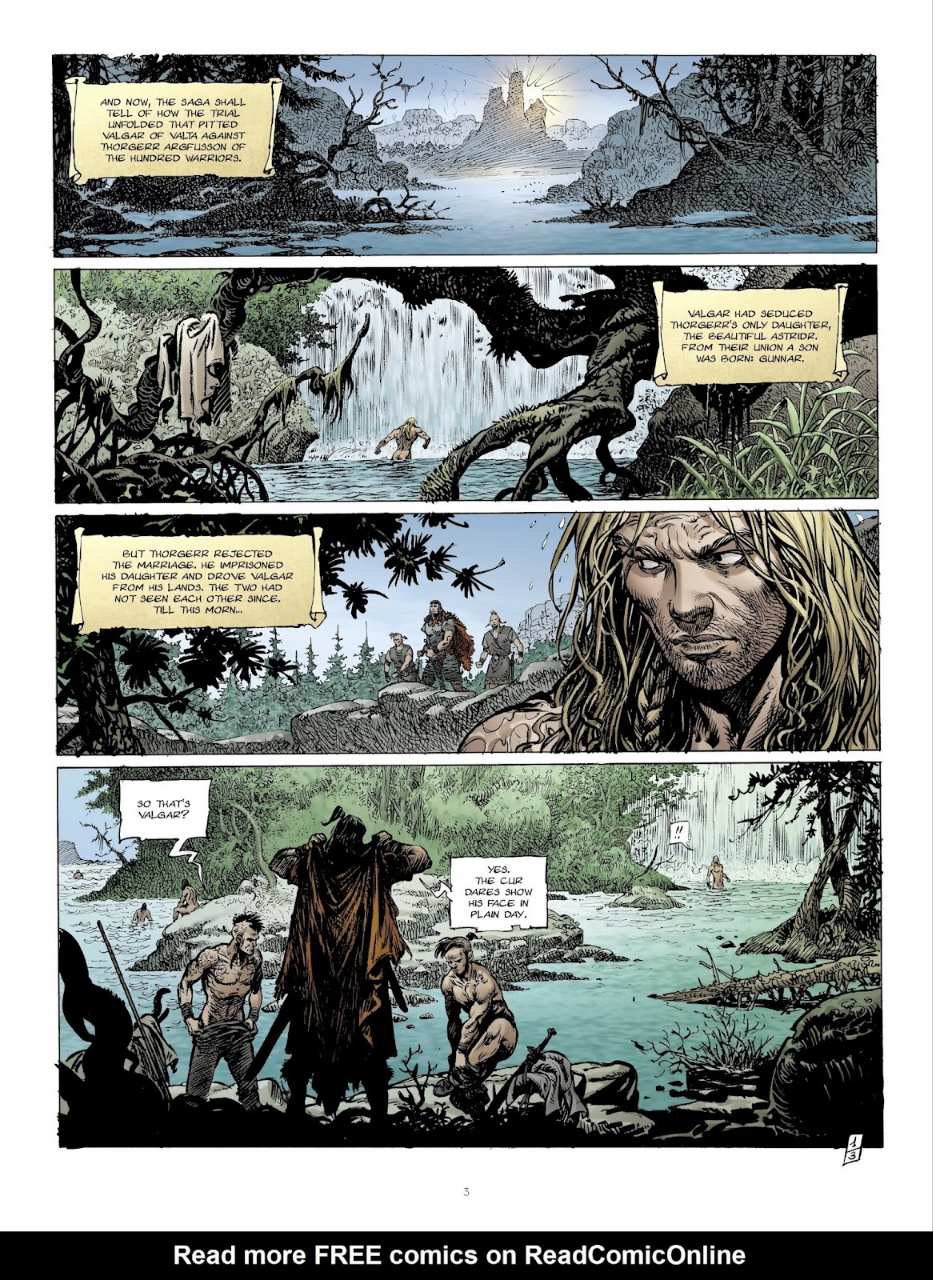 AND NOW, THE SAGA SHALL
TELL OF HOW THE TRIAL
UNFOLDED THAT PITTED
VALGAR OF VALTA AGAINST
THORGERR ARGFUSSON OF
THE HUNDRED WARRIORS.
VALGAR HAD SEDUCED
THORGERR'S ONLY DAUGHTER,
THE BEAUTIFUL ASTRIDR.
FROM THEIR UNION A SON
WAS BORN: GUNNAR.
BUT THORGERR REJECTED
THE MARRIAGE. HE IMPRISONED
HIS DAUGHTER AND DROVE VALGAR
FROM HIS LANDS. THE TWO HAD
NOT SEEN EACH OTHER SINCE.
TILL THIS MORN...
SO THAT'S
VALGAR?
YES.
THE CUR
DARES SHOW
HIS FACE IN
PLAIN DAY.
!!
1
3
3
Read more FREE comics on ReadComicOnline